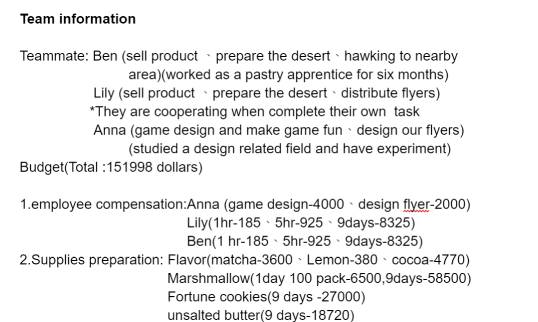 Team information
Teammate: Ben (sell product 、prepare the desert、hawking to nearby
area)(worked as a pastry apprentice for six months)
Lily (sell product 、prepare the desert、distribute flyers)
*They are cooperating when complete their own  task
Anna (game design and make game fun、design our flyers)
(studied a design related field and have experiment)
Budget(Total :151998 dollars)
1.employee compensation:Anna (game design-4000、design flyer-2000)
Lily(1hr-185、5hr-925、9days-8325)
Ben(1 hr-185、5hr-925、9days-8325)
2.Supplies preparation: Flavor(matcha-3600、Lemon-380、cocoa-4770)
Marshmallow(1day 100 pack-6500,9days-58500)
Fortune cookies(9 days -27000)
unsalted butter(9 days-18720)